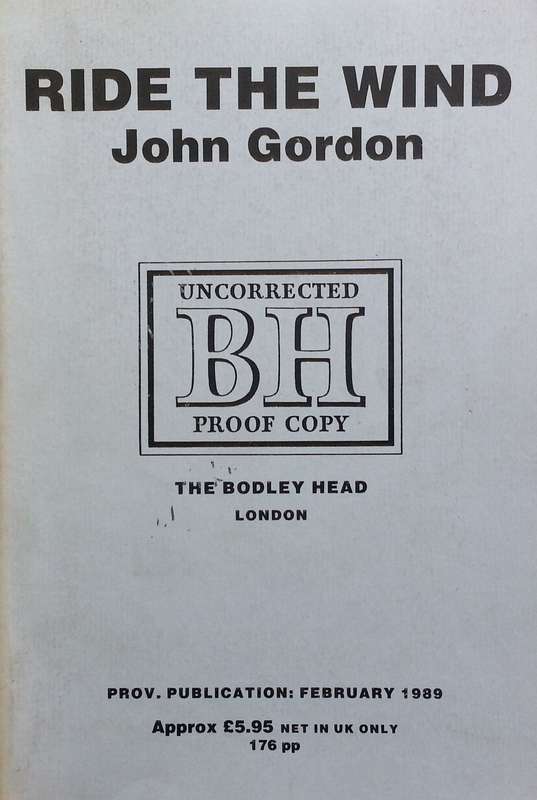 RIDE THE WIND
John Gordon
UNCORRECTED
BH
PROOF COPY
THE BODLEY HEAD
LONDON
PROV. PUBLICATION: FEBRUARY 1989
Approx £5.95 NET IN UK ONLY
176 pp